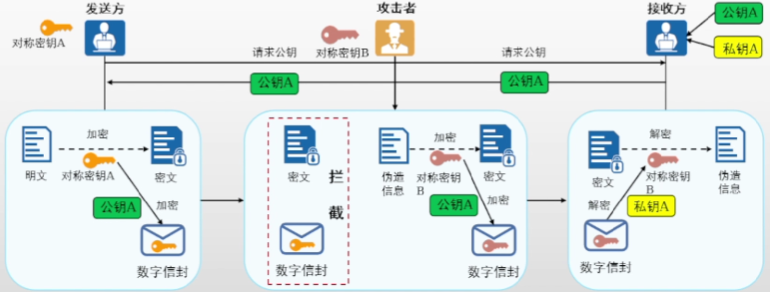 发送方
攻击者
接收方
公钥A
私钥A
对称密钥A
对称密钥B
请求公钥
请求公钥
公钥A
公钥A
明文
加密
对称密钥A
密文
公钥A
加密
数字信封
密文
拦
截
数字信封
伪造
信息
加密
对称密钥
B
密文
公钥A
加密
数字信封
密文
解密
对称密钥
B
伪造
信息
解密
私钥A
数字信封